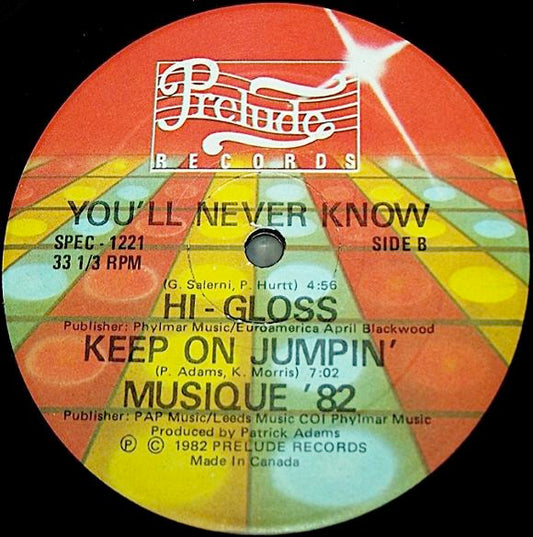 Prelude
RECORDS
YOU'LL NEVER KNOW
SPEC - 1221 SIDE B
33 1/3 RPM
(G. Salerni, P. Hurtt) 4:56
HI - GLOSS
Publisher: Phylmar Music/Euroamerica April Blackwood
KEEP ON JUMPIN'
(P. Adams, K. Morris) 7:02
MUSIQUE '82
Publisher: PAP Music/Leeds Music COI Phylmar Music
Produced by Patrick Adams
Ⓟ © 1982 PRELUDE RECORDS
Made In Canada